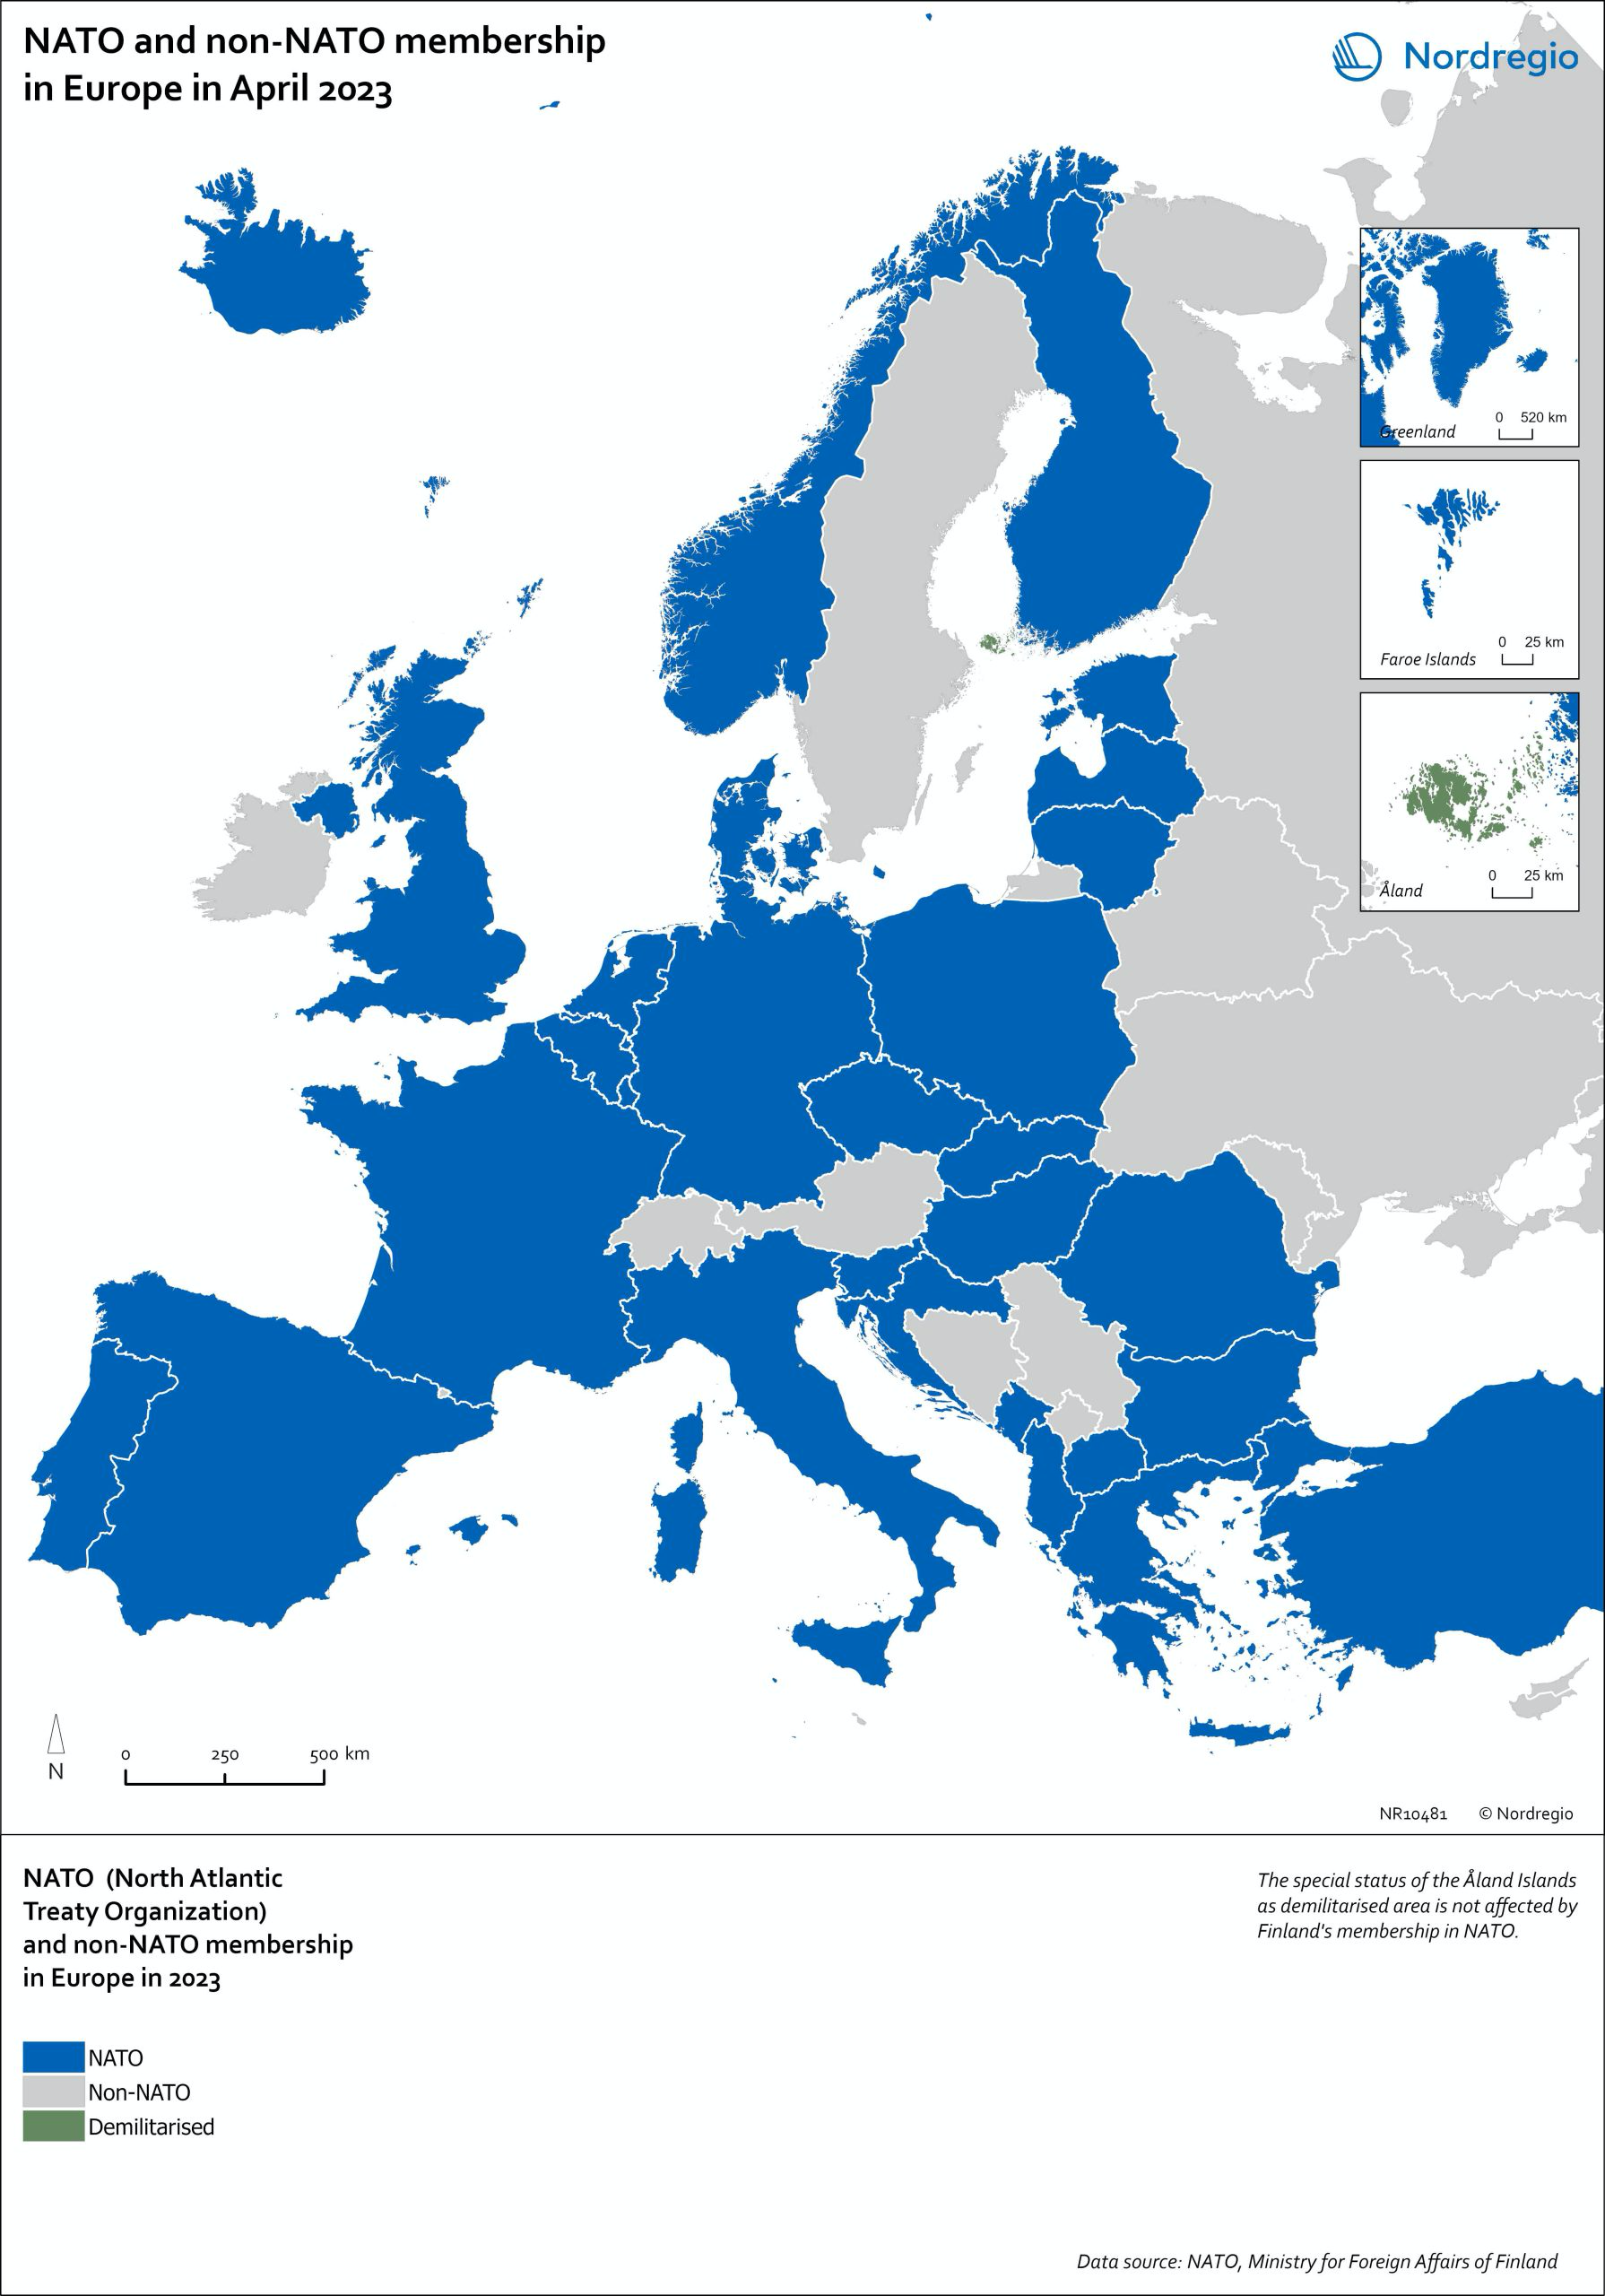 NATO and non-NATO membership
in Europe in April 2023
Nordregio
0 520 km
Greenland
0 25 km
Faroe Islands
0 25 km
Åland
0 250 500 km
N
NR10481 © Nordregio
NATO (North Atlantic
Treaty Organization)
and non-NATO membership
in Europe in 2023
The special status of the Åland Islands
as demilitarised area is not affected by
Finland's membership in NATO.
NATO
Non-NATO
Demilitarised
Data source: NATO, Ministry for Foreign Affairs of Finland